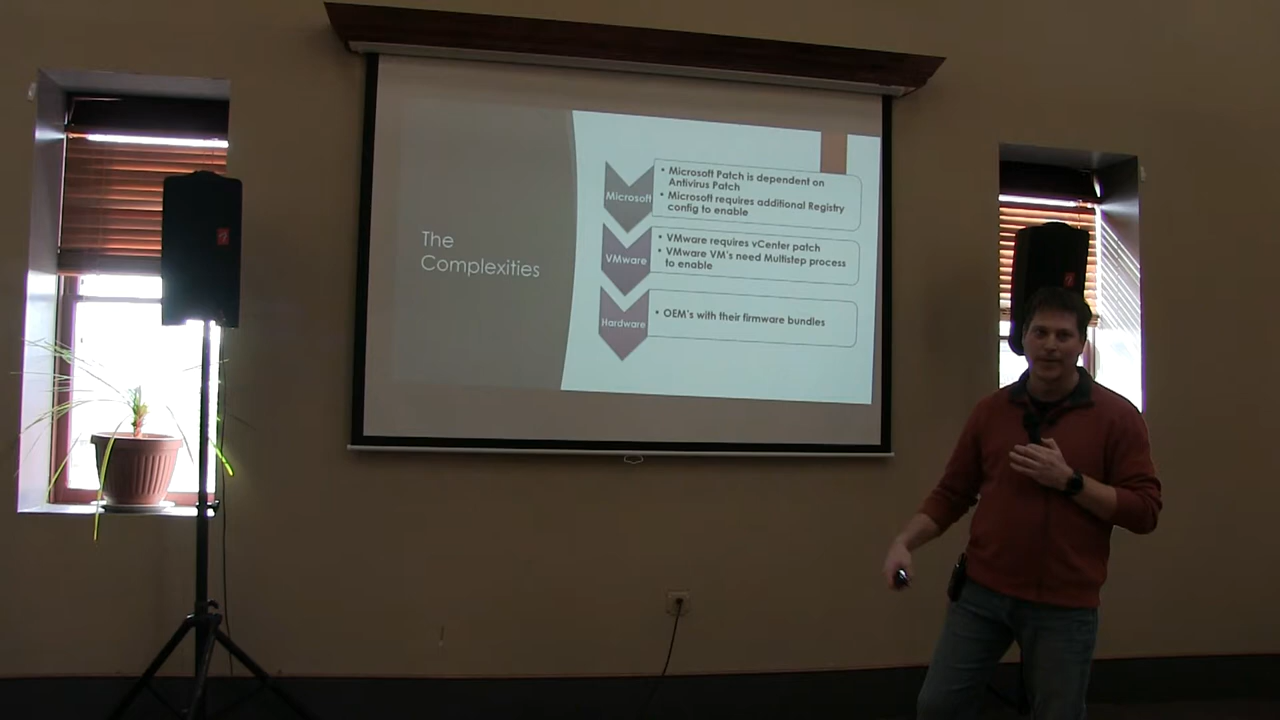 The
Complexities
Microsoft
• Microsoft Patch is dependent on
Antivirus Patch
• Microsoft requires additional Registry
config to enable
VMware
• VMware requires vCenter patch
• VMware VM's need Multistep process
to enable
Hardware
• OEM's with their firmware bundles